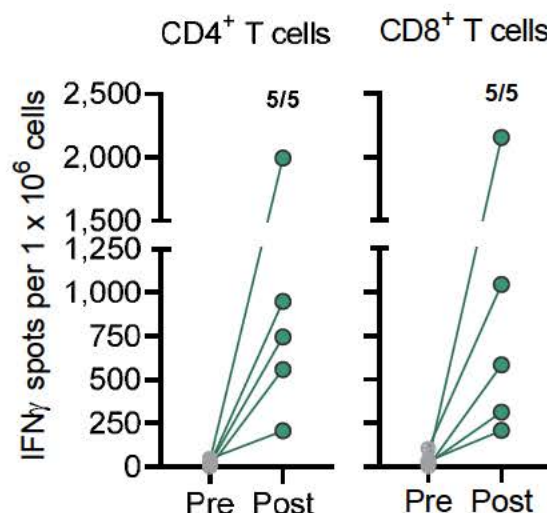 CD4⁺ T cells
CD8⁺ T cells
5/5
5/5
IFNγ spots per 1 x 10⁶ cells
2,500
2,000
1,500
1,250
1,000
750
500
250
0
Pre Post
Pre Post